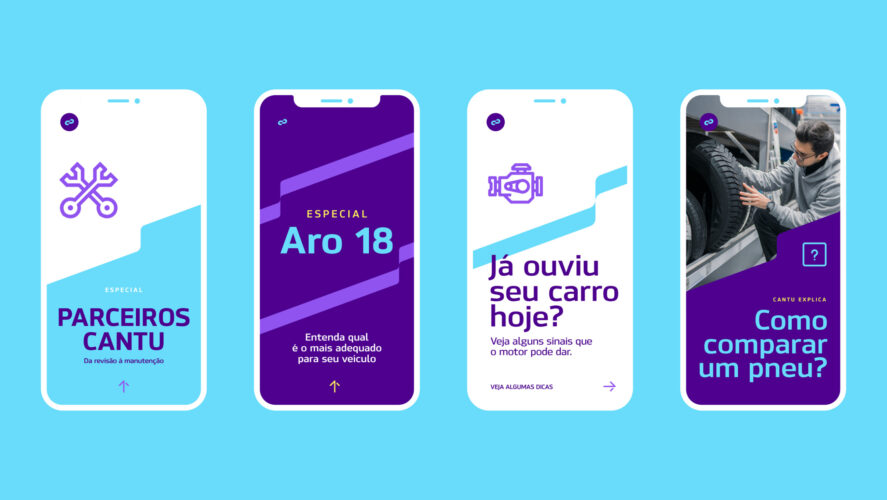 ESPECIAL
PARCEIROS
CANTU
Da revisão à manutenção
ESPECIAL
Aro 18
Entenda qual
é o mais adequado
para seu veículo
Já ouviu
seu carro
hoje?
Veja alguns sinais que
o motor pode dar.
VEJA ALGUMAS DICAS
?
CANTU EXPLICA
Como
comparar
um pneu?